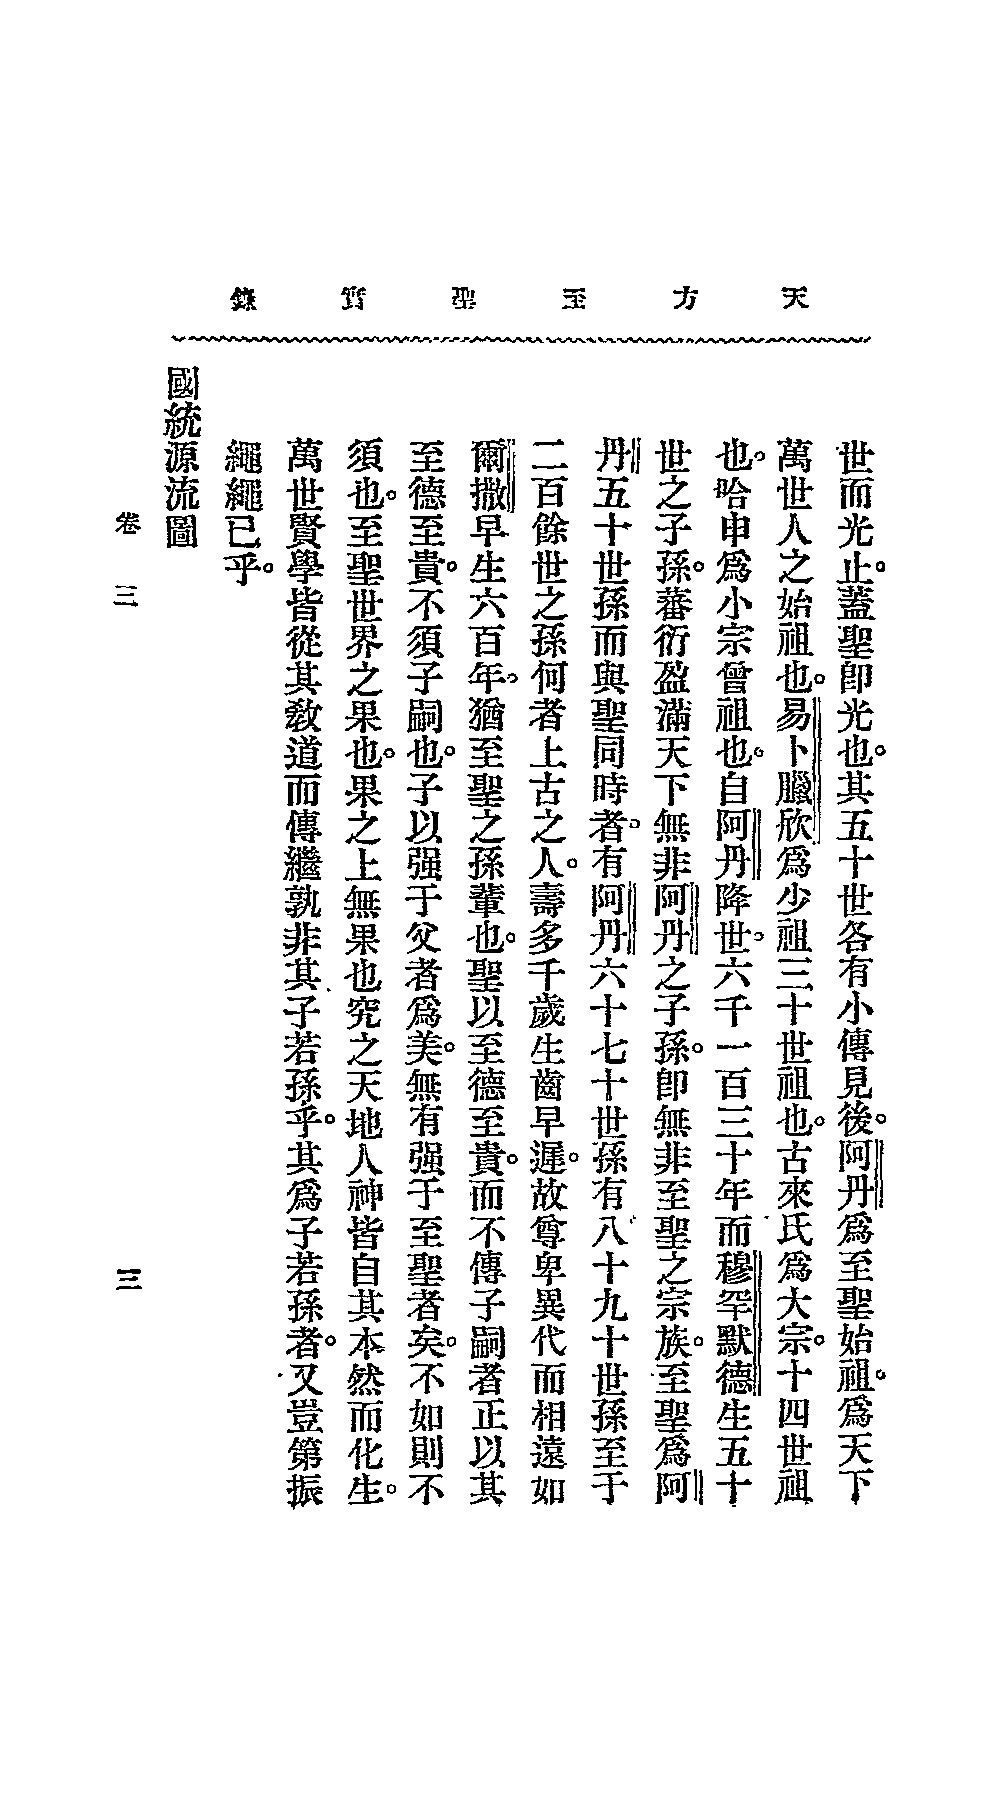 天方至聖實錄
世而光止。蓋聖卽光也。其五十世各有小傳見後。阿丹爲至聖始祖。爲天下
萬世人之始祖也。易卜臘欣爲少祖三十世祖也。古來氏爲大宗。十四世祖
也。哈申爲小宗曾祖也。自阿丹降世。六千一百三十年而穆罕默德生五十
世之子孫。蕃衍盈滿天下無非阿丹之子孫。卽無非至聖之宗族。至聖爲阿
丹五十世孫而與聖同時者。有阿丹六十七十世孫有八十九十世孫至于
二百餘世之孫何者上古之人。壽多千歲生齒早遲。故尊卑異代而相遠如
爾撒早生六百年。猶至聖之孫輩也。聖以至德至貴。而不傳子嗣者正以其
至德至貴。不須子嗣也。子以强于父者爲美。無有强于至聖者矣。不如則不
須也。至聖世界之果也。果之上無果也究之天地人神皆自其本然而化生。
萬世賢學皆從其敎道而傳繼孰非其子若孫乎。其爲子若孫者。又豈第振
繩繩已乎。
國統源流圖
卷三
三